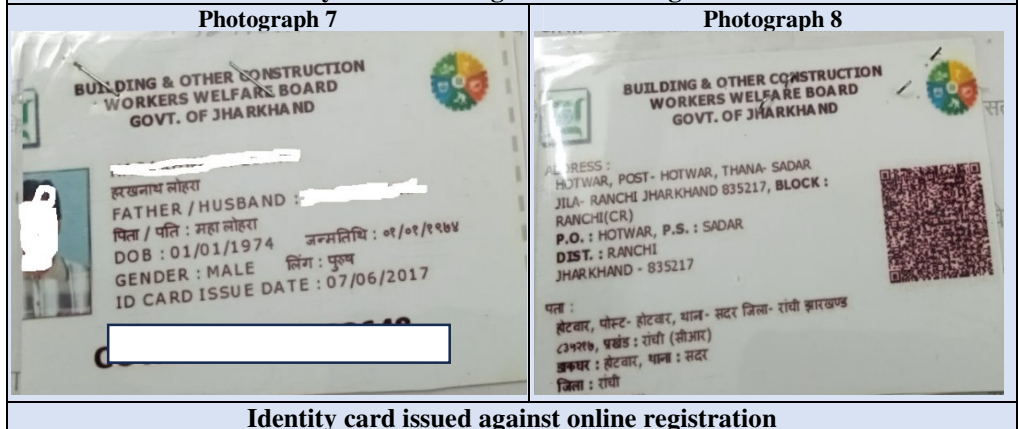 Photograph 7
Photograph 8
BUILDING & OTHER CONSTRUCTION
WORKERS WELFARE BOARD
GOVT. OF JHARKHAND
हरखनाथ लोहरा
FATHER / HUSBAND :
पिता / पति : महा लोहरा
DOB : 01/01/1974 जन्मतिथि : ०१/०१/१९७४
GENDER : MALE लिंग : पुरुष
ID CARD ISSUE DATE : 07/06/2017
BUILDING & OTHER CONSTRUCTION
WORKERS WELFARE BOARD
GOVT. OF JHARKHAND
ADDRESS :
HOTWAR, POST- HOTWAR, THANA- SADAR
JILA- RANCHI JHARKHAND 835217, BLOCK :
RANCHI(CR)
P.O. : HOTWAR, P.S. : SADAR
DIST. : RANCHI
JHARKHAND - 835217
पता :
होटवार, पोस्ट- होटवार, थाना- सदर जिला- रांची झारखण्ड
८३५२१७, प्रखंड : रांची (सीआर)
डाकघर : होटवार, थाना : सदर
जिला : रांची
Identity card issued against online registration